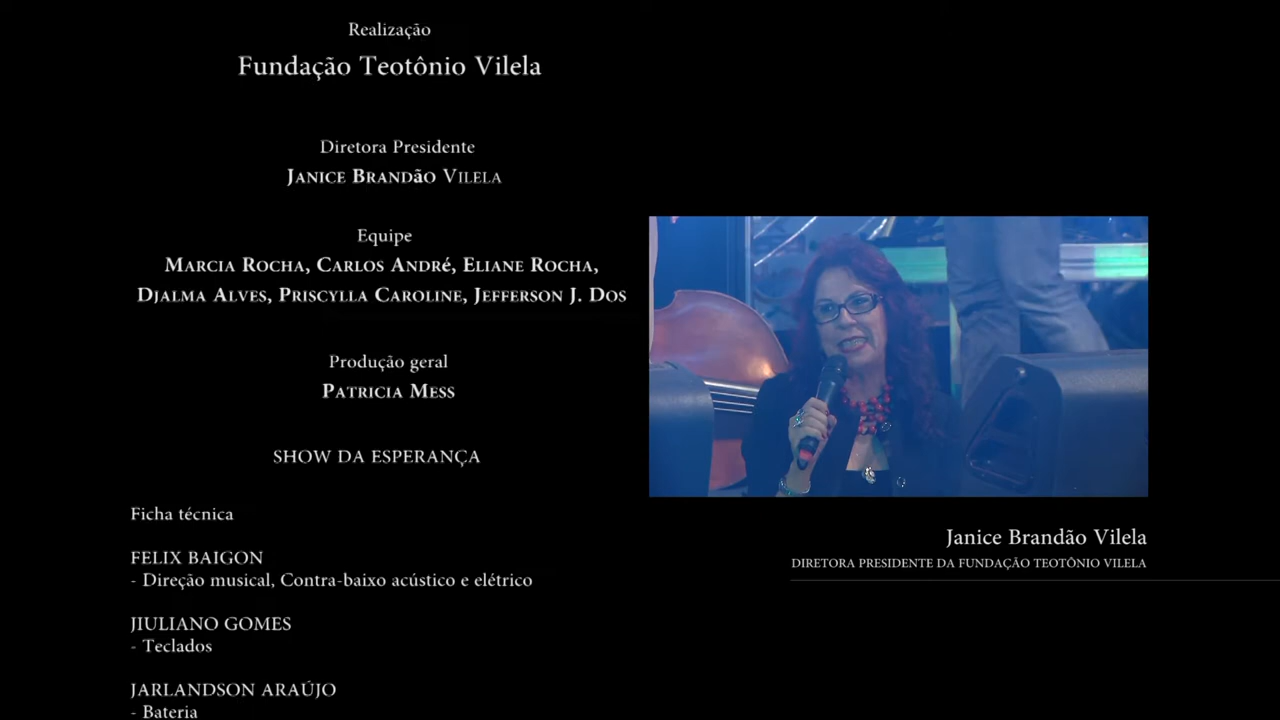 Realização
Fundação Teotônio Vilela
Diretora Presidente
Janice Brandão Vilela
Equipe
Marcia Rocha, Carlos André, Eliane Rocha,
Djalma Alves, Priscylla Caroline, Jefferson J. Dos
Produção geral
Patricia Mess
SHOW DA ESPERANÇA
Ficha técnica
FELIX BAIGON
- Direção musical, Contra-baixo acústico e elétrico
JIULIANO GOMES
- Teclados
JARLANDSON ARAÚJO
- Bateria
Janice Brandão Vilela
DIRETORA PRESIDENTE DA FUNDAÇÃO TEOTÔNIO VILELA